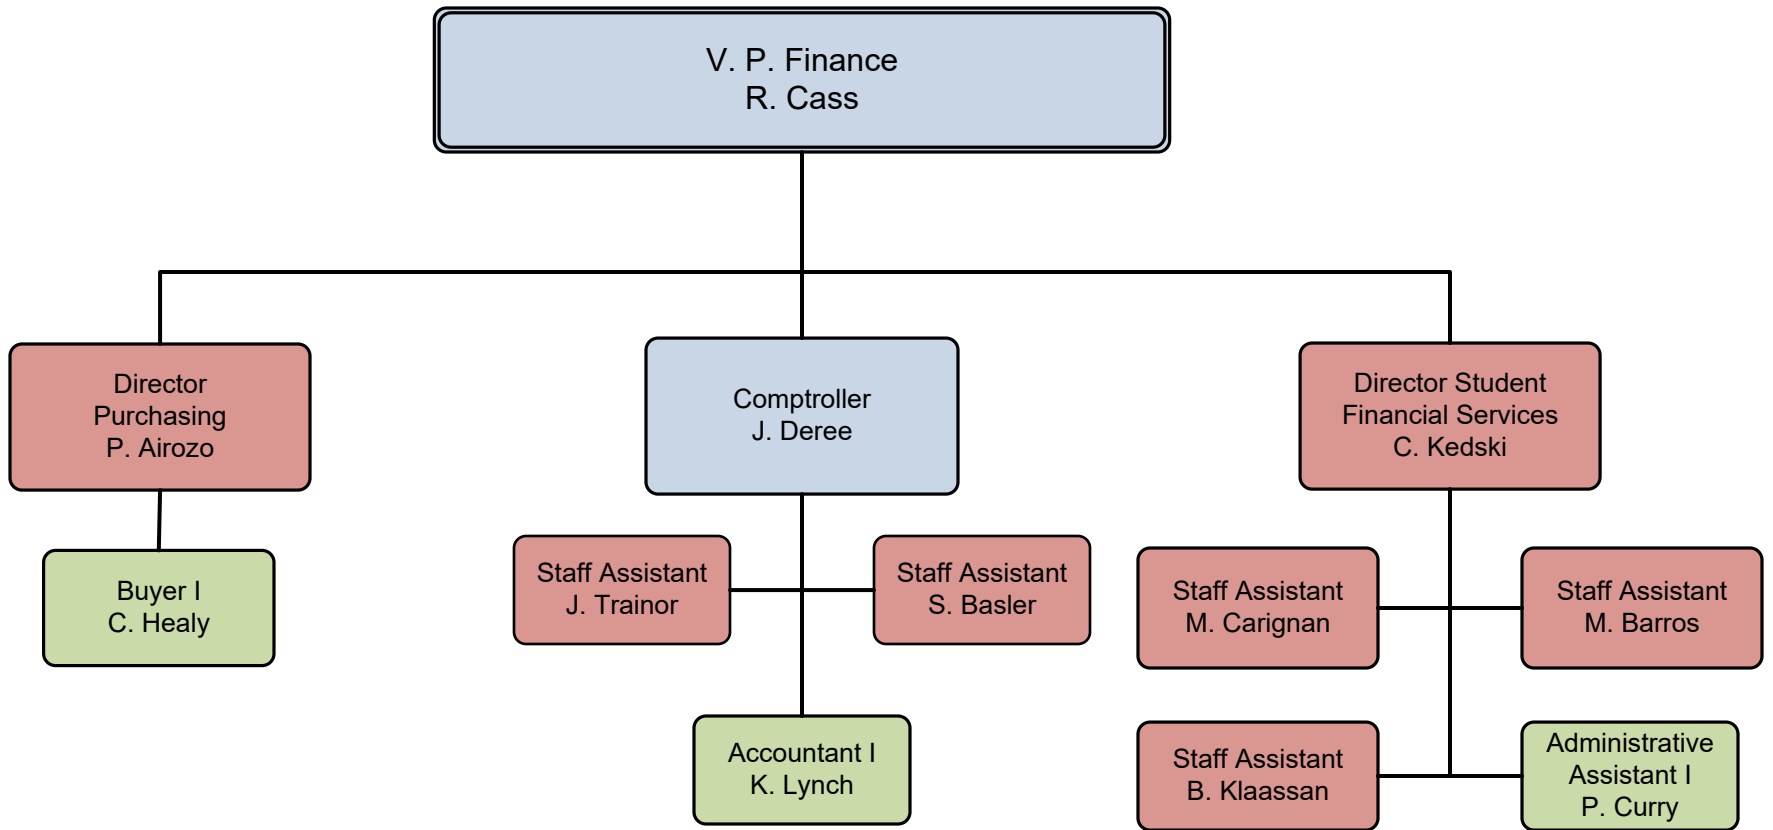 V. P. Finance
R. Cass
Director
Purchasing
P. Airozo
Comptroller
J. Deree
Director Student
Financial Services
C. Kedski
Buyer I
C. Healy
Staff Assistant
J. Trainor
Staff Assistant
S. Basler
Staff Assistant
M. Carignan
Staff Assistant
M. Barros
Accountant I
K. Lynch
Staff Assistant
B. Klaassan
Administrative
Assistant I
P. Curry